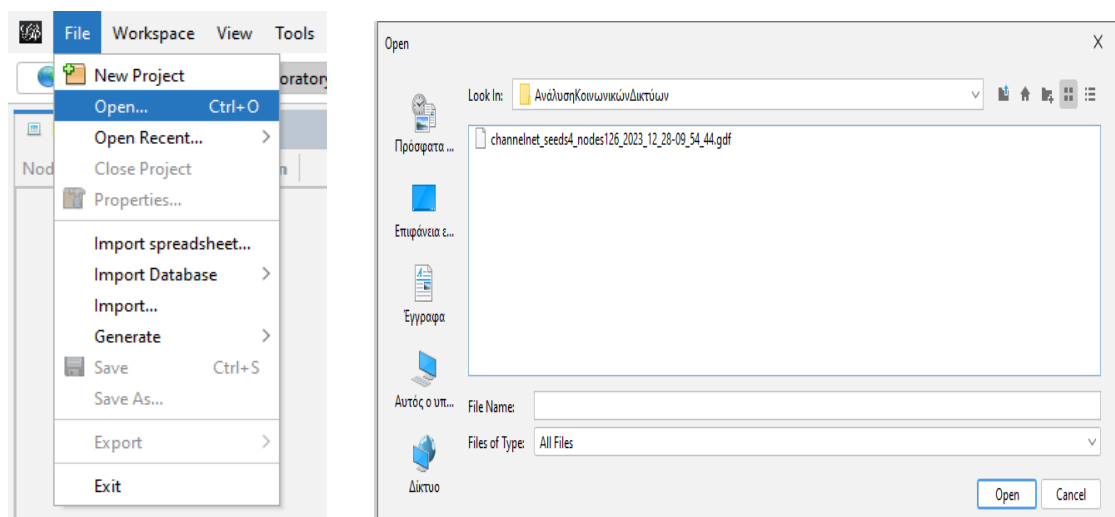 File Workspace View Tools
New Project
Open... Ctrl+O
Open Recent...
Close Project
Properties...
Import spreadsheet...
Import Database
Import...
Generate
Save Ctrl+S
Save As...
Export
Exit
orator
Nod
n
Open X
Look In: ΑνάλυσηΚοινωνικώνΔικτύων
channelnet_seeds4_nodes126_2023_12_28-09_54_44.gdf
Πρόσφατα ...
Επιφάνεια ε...
Έγγραφα
Αυτός ο υπ...
Δίκτυο
File Name:
Files of Type: All Files
Open Cancel